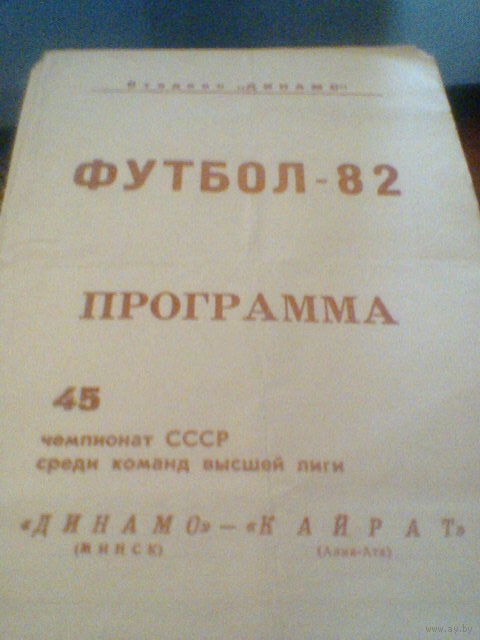 Стадион „ДИНАМО"
ФУТБОЛ-82
ПРОГРАММА
45
чемпионат СССР
среди команд высшей лиги
«ДИНАМО» — «КАЙРАТ»
(МИНСК) (Алма-Ата)
www.ay.by